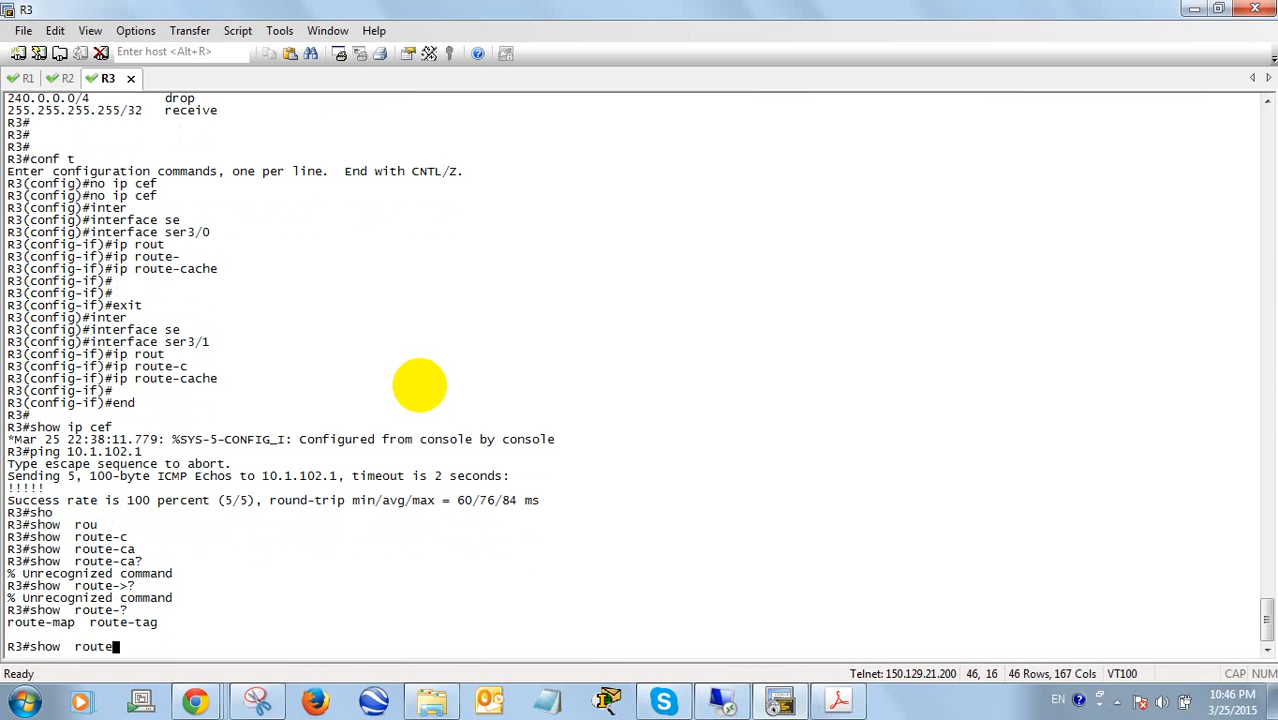 R3
File Edit View Options Transfer Script Tools Window Help
Enter host <Alt+R>
R1 R2 R3
240.0.0.0/4 drop
255.255.255.255/32 receive
R3#
R3#
R3#
R3#conf t
Enter configuration commands, one per line. End with CNTL/Z.
R3(config)#no ip cef
R3(config)#no ip cef
R3(config)#inter
R3(config)#interface se
R3(config)#interface ser3/0
R3(config-if)#ip rout
R3(config-if)#ip route-
R3(config-if)#ip route-cache
R3(config-if)#
R3(config-if)#
R3(config-if)#exit
R3(config)#inter
R3(config)#interface se
R3(config)#interface ser3/1
R3(config-if)#ip rout
R3(config-if)#ip route-c
R3(config-if)#ip route-cache
R3(config-if)#
R3(config-if)#end
R3#
R3#show ip cef
*Mar 25 22:38:11.779: %SYS-5-CONFIG_I: Configured from console by console
R3#ping 10.1.102.1
Type escape sequence to abort.
Sending 5, 100-byte ICMP Echos to 10.1.102.1, timeout is 2 seconds:
!!!!!
Success rate is 100 percent (5/5), round-trip min/avg/max = 60/76/84 ms
R3#sho
R3#show rou
R3#show route-c
R3#show route-ca
R3#show route-ca?
% Unrecognized command
R3#show route->?
% Unrecognized command
R3#show route-?
route-map route-tag
R3#show route
Ready Telnet: 150.129.21.200 46, 16 46 Rows, 167 Cols VT100 CAP NUM
EN 10:46 PM
3/25/2015